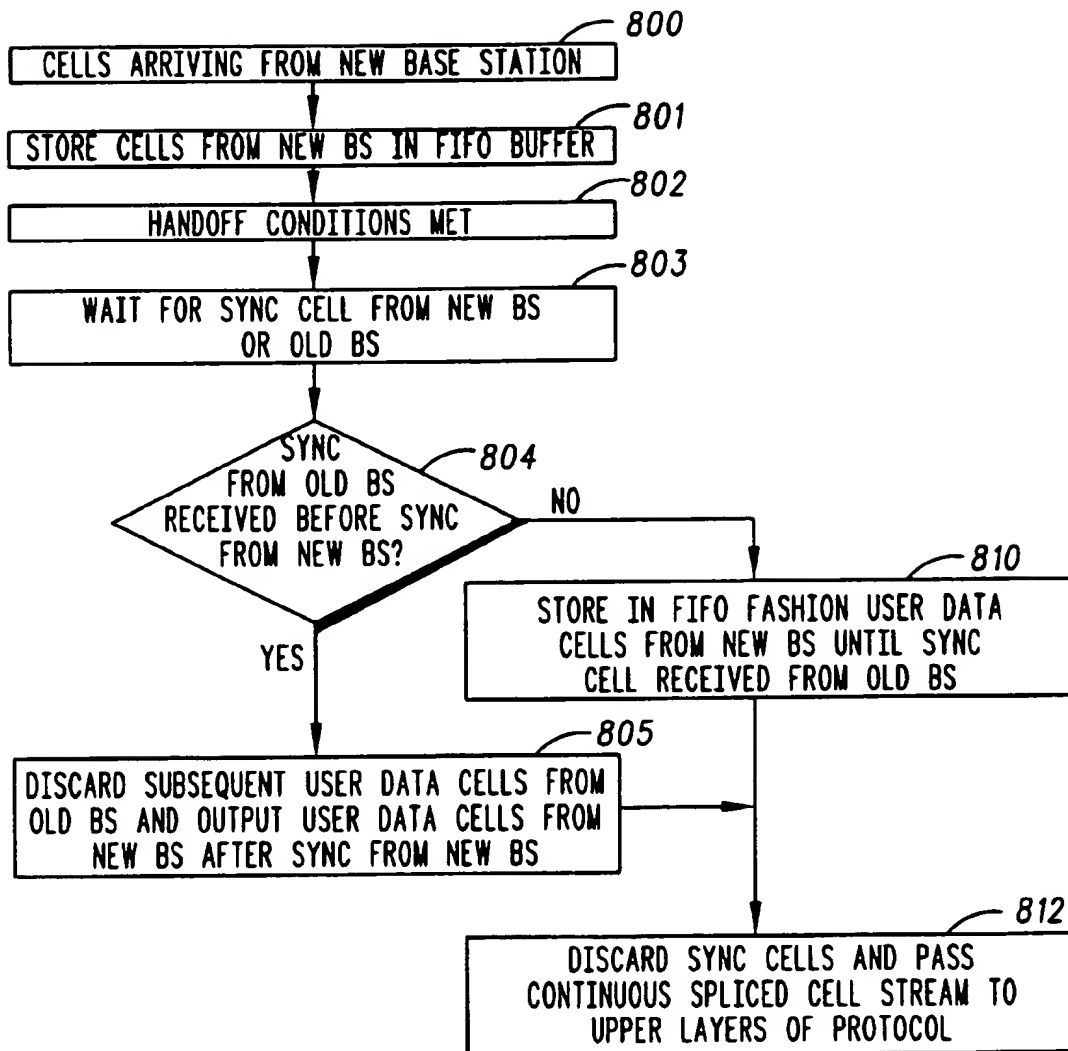 800
CELLS ARRIVING FROM NEW BASE STATION
801
STORE CELLS FROM NEW BS IN FIFO BUFFER
802
HANDOFF CONDITIONS MET
803
WAIT FOR SYNC CELL FROM NEW BS
OR OLD BS
SYNC
FROM OLD BS
RECEIVED BEFORE SYNC
FROM NEW BS?
804
NO
YES
810
STORE IN FIFO FASHION USER DATA
CELLS FROM NEW BS UNTIL SYNC
CELL RECEIVED FROM OLD BS
805
DISCARD SUBSEQUENT USER DATA CELLS FROM
OLD BS AND OUTPUT USER DATA CELLS FROM
NEW BS AFTER SYNC FROM NEW BS
812
DISCARD SYNC CELLS AND PASS
CONTINUOUS SPLICED CELL STREAM TO
UPPER LAYERS OF PROTOCOL